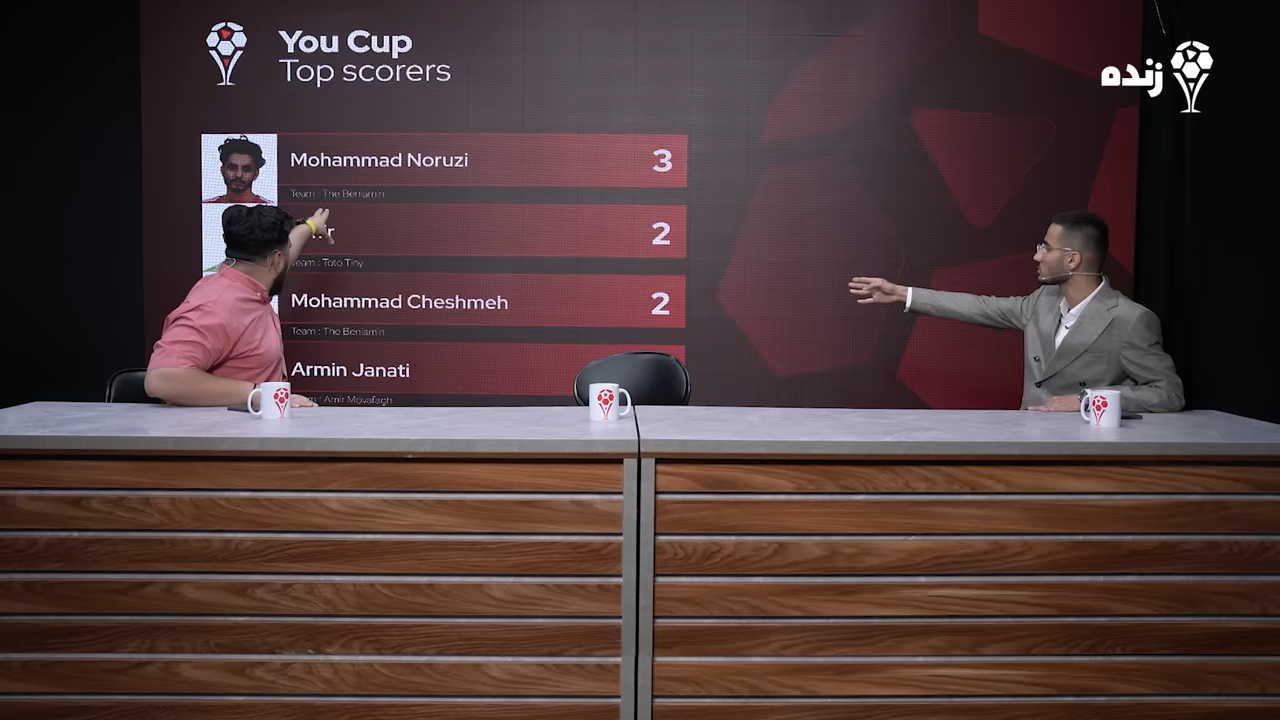 You Cup
Top scorers
زنده
Mohammad Noruzi 3
Team : The Benjamin
2
Team : Toto Tiny
Mohammad Cheshmeh 2
Team : The Benjamin
Armin Janati
Amir Movafagh